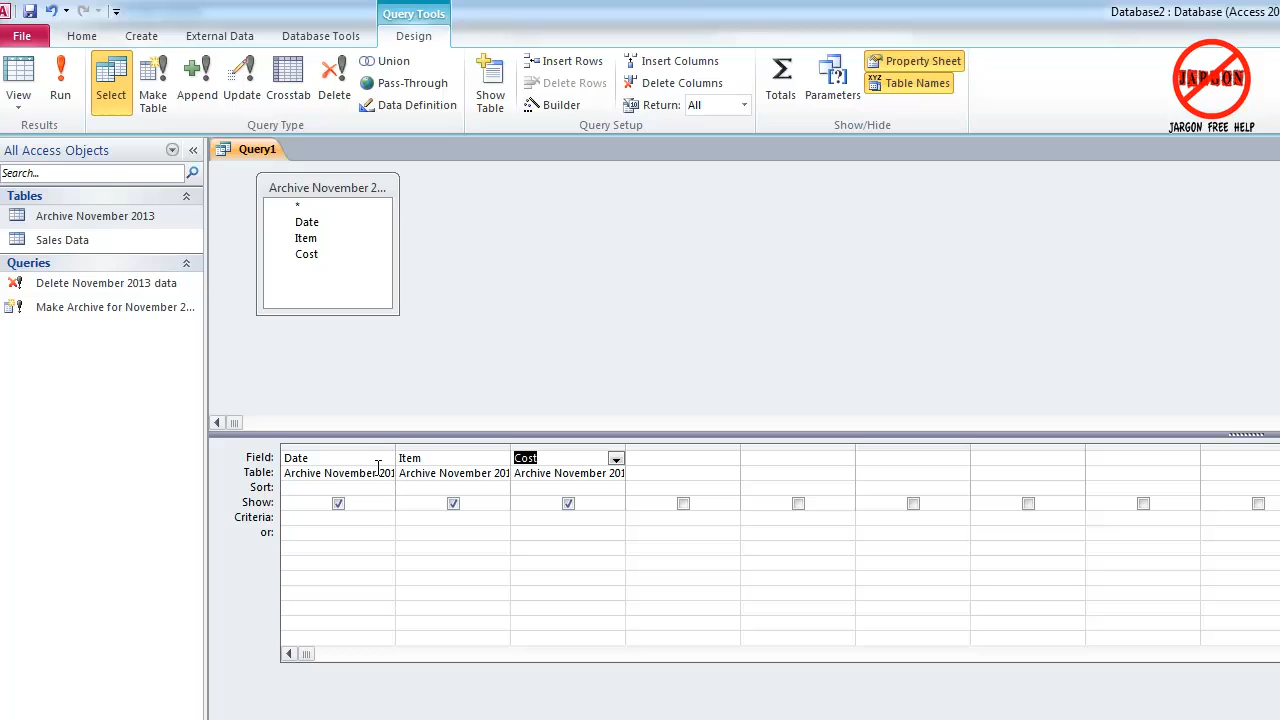 Query Tools
Database2 : Database (Access 20
File Home Create External Data Database Tools Design
View
Run
Select
Make Table
Append
Update
Crosstab
Delete
Union
Pass-Through
Data Definition
Show Table
Insert Rows
Delete Rows
Builder
Insert Columns
Delete Columns
Return: All
Σ
Totals
Parameters
Property Sheet
XYZ Table Names
Results
Query Type
Query Setup
Show/Hide
JARGON
JARGON FREE HELP
All Access Objects
Search...
Tables
Archive November 2013
Sales Data
Queries
Delete November 2013 data
Make Archive for November 2...
Query1
Archive November 2...
*
Date
Item
Cost
Field: Date Item Cost
Table: Archive November 201 Archive November 201 Archive November 201
Sort:
Show:
Criteria:
or: